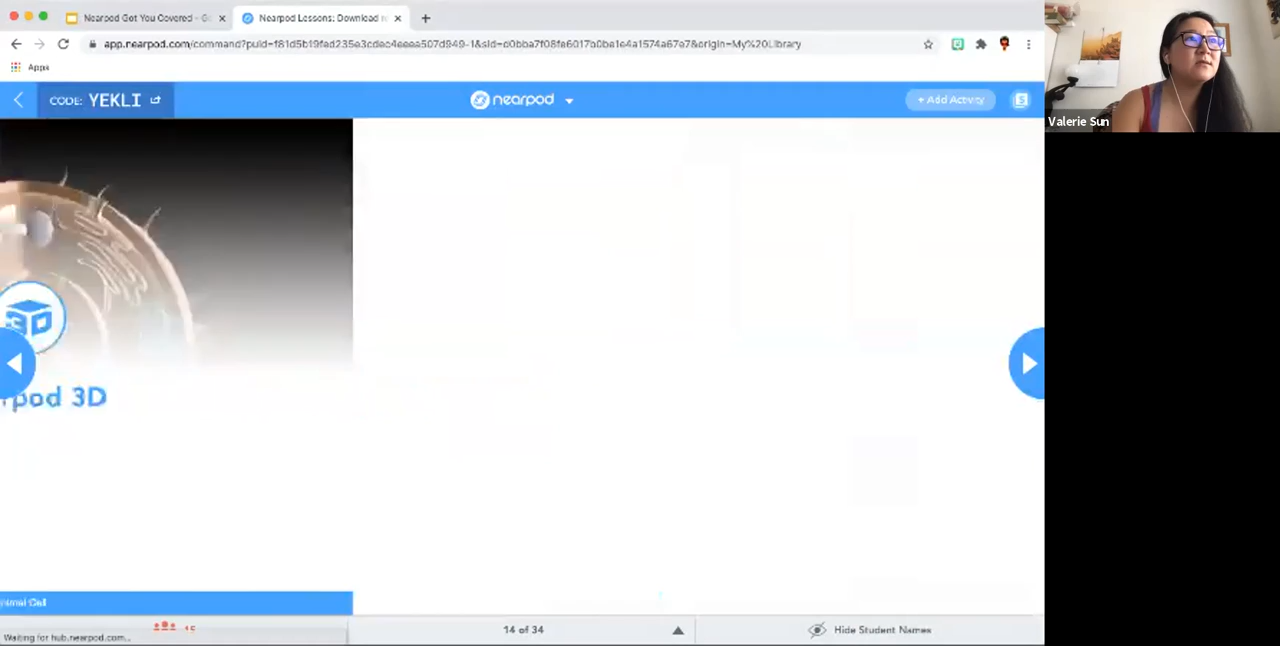 Nearpod Got You Covered - G
Nearpod Lessons: Download
Apps
CODE: YEKLI
nearpod
+ Add Activity
Valerie Sun
3D
rpod 3D
14 of 34
Hide Student Names
Waiting for hub.nearpod.com...